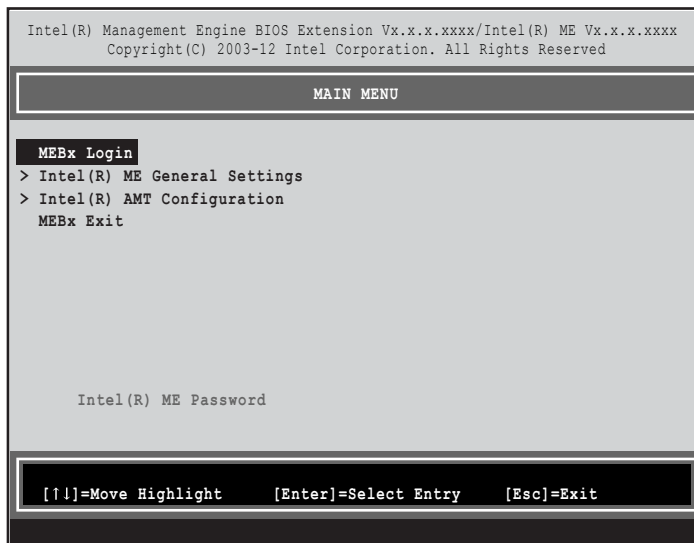 Intel(R) Management Engine BIOS Extension Vx.x.x.xxxx/Intel(R) ME Vx.x.x.xxxx
Copyright(C) 2003-12 Intel Corporation. All Rights Reserved
MAIN MENU
MEBx Login
> Intel(R) ME General Settings
> Intel(R) AMT Configuration
MEBx Exit
Intel(R) ME Password
[↑↓]=Move Highlight [Enter]=Select Entry [Esc]=Exit